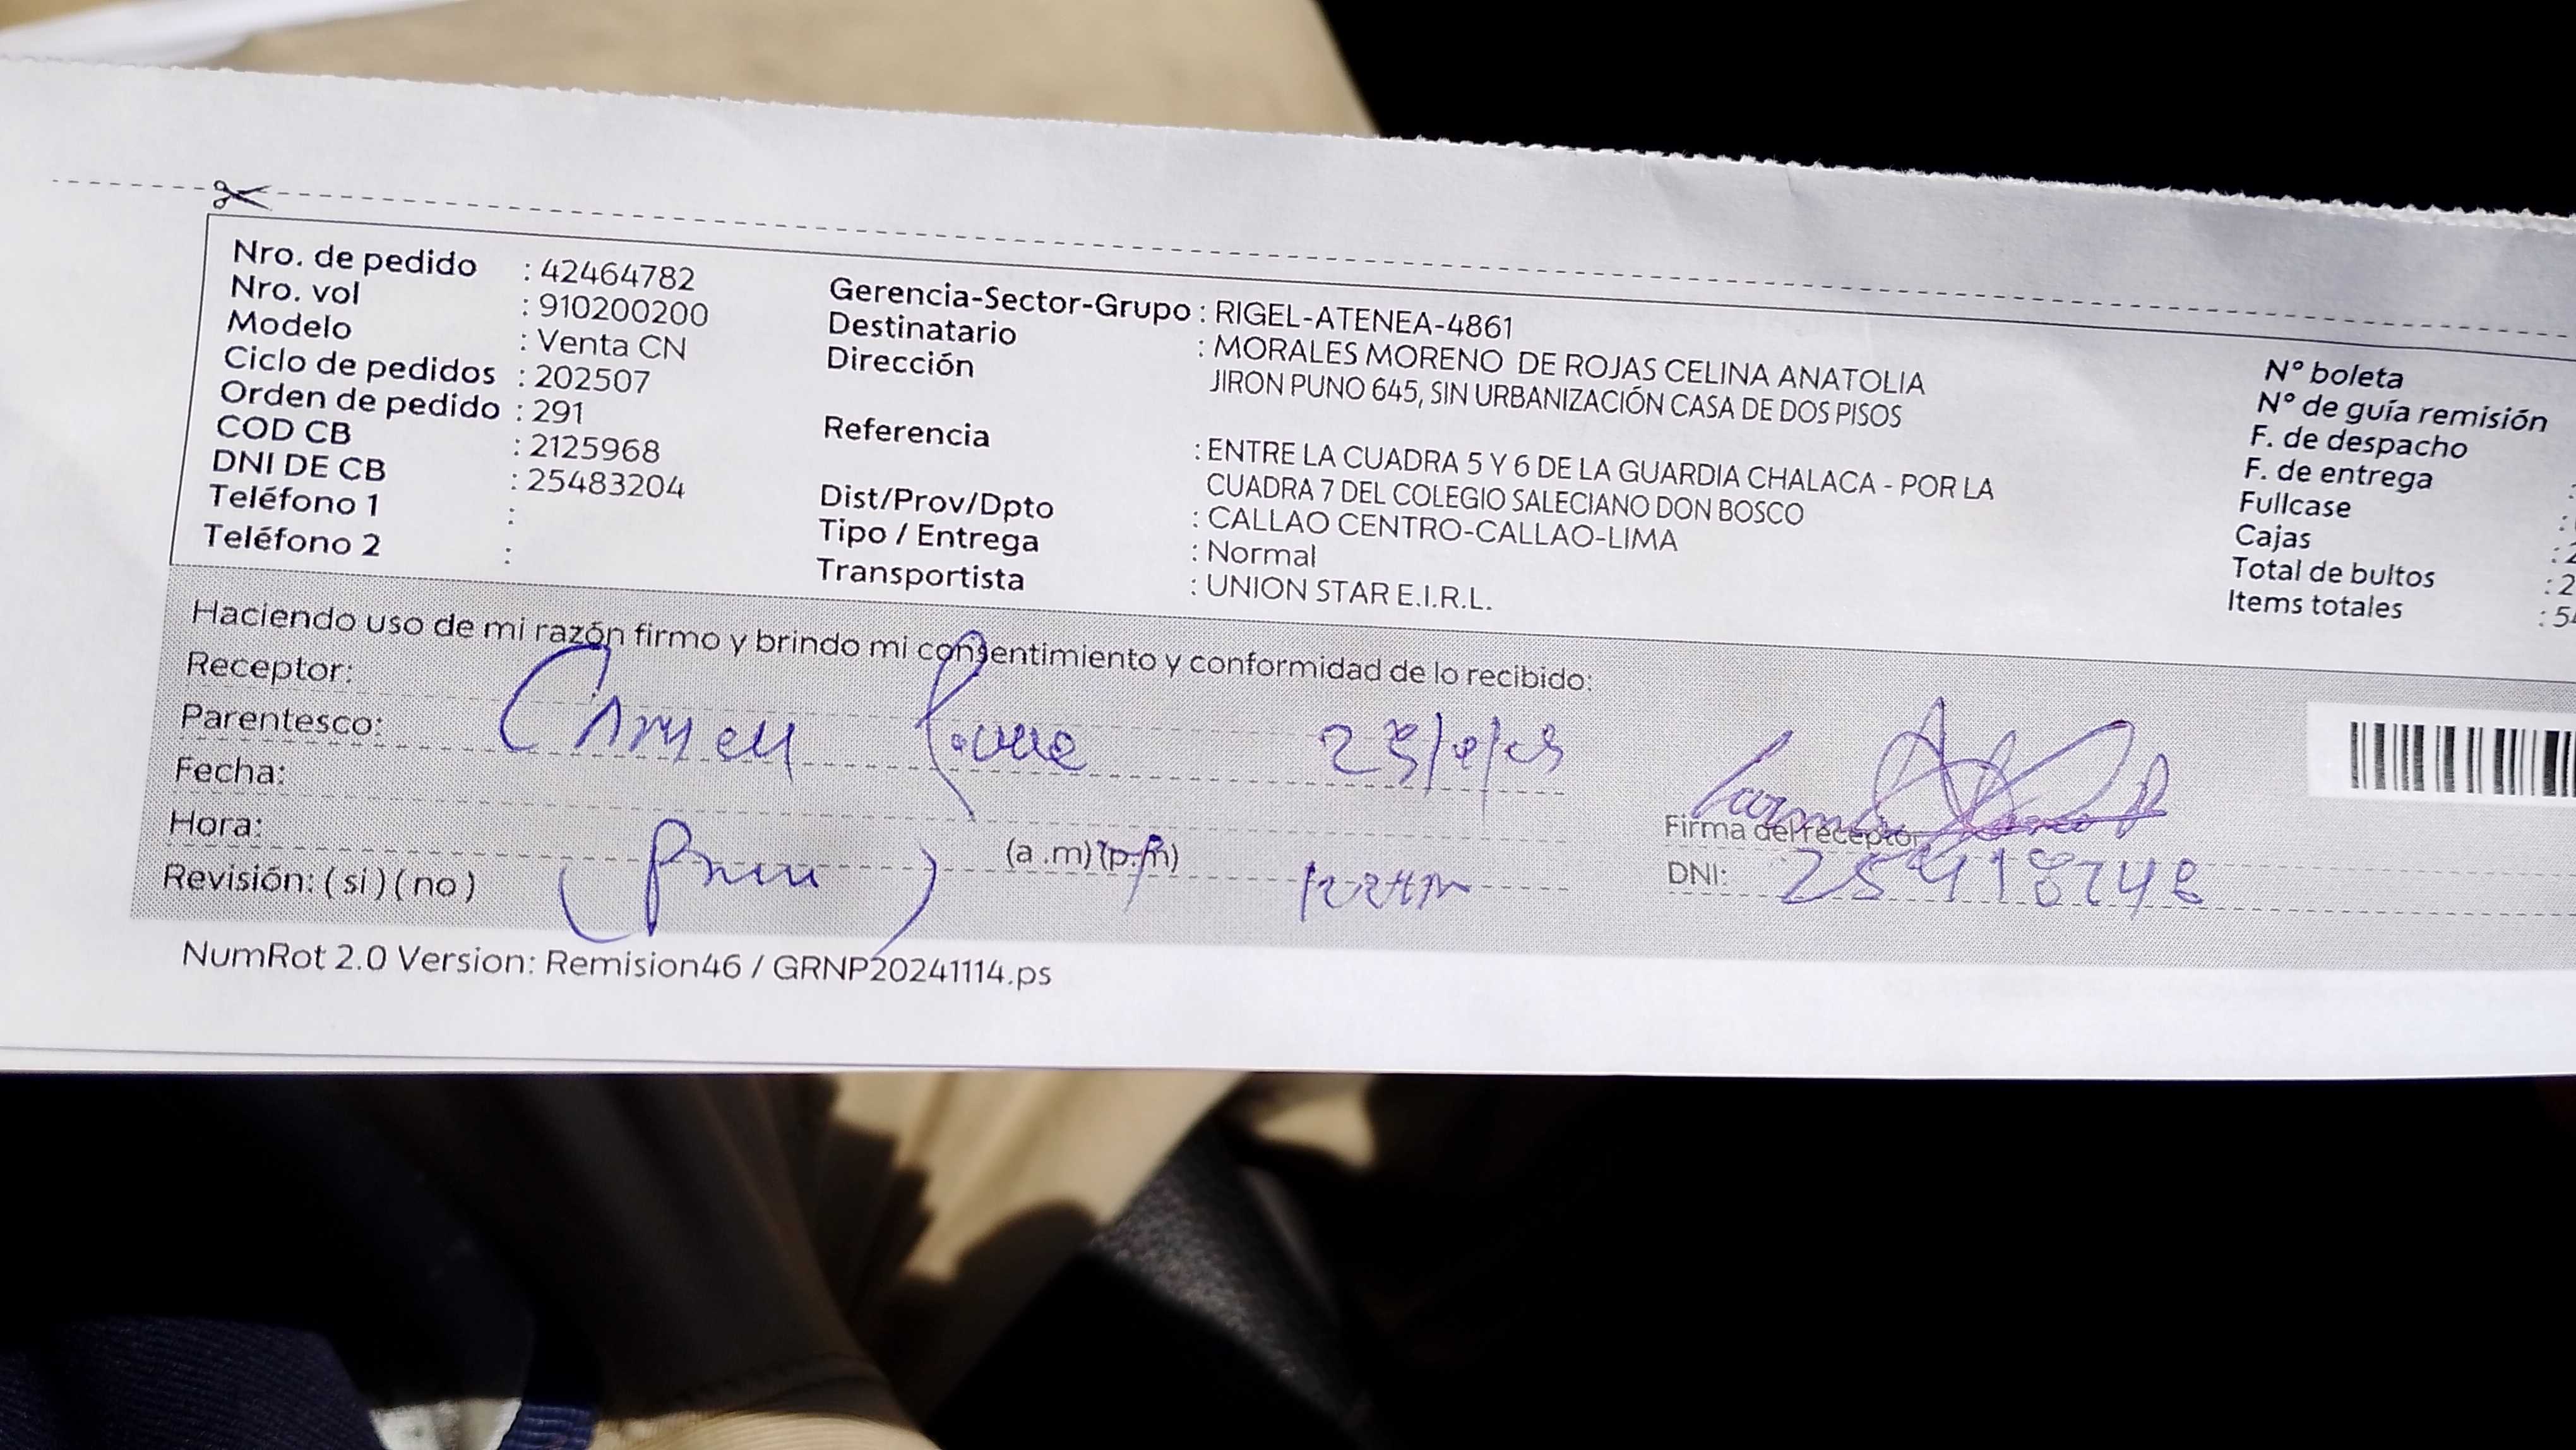 Nro. de pedido : 42464782
Nro. vol : 910200200
Modelo : Venta CN
Ciclo de pedidos : 202507
Orden de pedido : 291
COD CB : 2125968
DNI DE CB : 25483204
Teléfono 1 :
Teléfono 2 :
Gerencia-Sector-Grupo : RIGEL-ATENEA-4861
Destinatario : MORALES MORENO DE ROJAS CELINA ANATOLIA
Dirección JIRON PUNO 645, SIN URBANIZACIÓN CASA DE DOS PISOS
Referencia : ENTRE LA CUADRA 5 Y 6 DE LA GUARDIA CHALACA - POR LA
CUADRA 7 DEL COLEGIO SALECIANO DON BOSCO
Dist/Prov/Dpto : CALLAO CENTRO-CALLAO-LIMA
Tipo / Entrega : Normal
Transportista : UNION STAR E.I.R.L.
N° boleta
N° de guía remisión
F. de despacho
F. de entrega :
Fullcase :
Cajas : 2
Total de bultos : 2
Items totales : 54
Haciendo uso de mi razón firmo y brindo mi consentimiento y conformidad de lo recibido:
Receptor:
Parentesco: Carmen
Fecha:
Hora: (a .m) (p.m)
Revisión: ( si ) ( no )
Firma del receptor
DNI:
NumRot 2.0 Version: Remision46 / GRNP20241114.ps